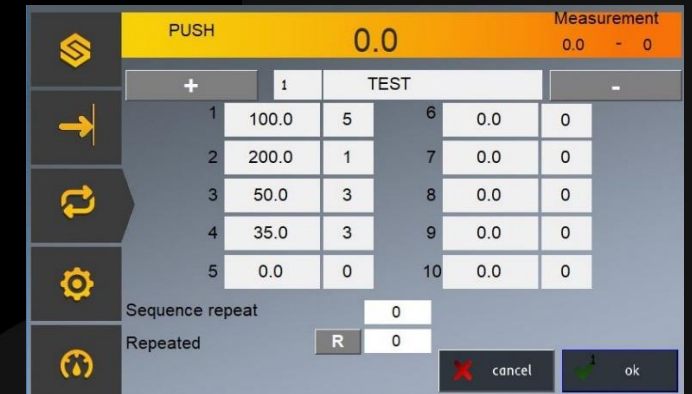 PUSH 0.0 Measurement
0.0 - 0
+ 1 TEST -
1 100.0 5 6 0.0 0
2 200.0 1 7 0.0 0
3 50.0 3 8 0.0 0
4 35.0 3 9 0.0 0
5 0.0 0 10 0.0 0
Sequence repeat 0
Repeated R 0
cancel 1 ok